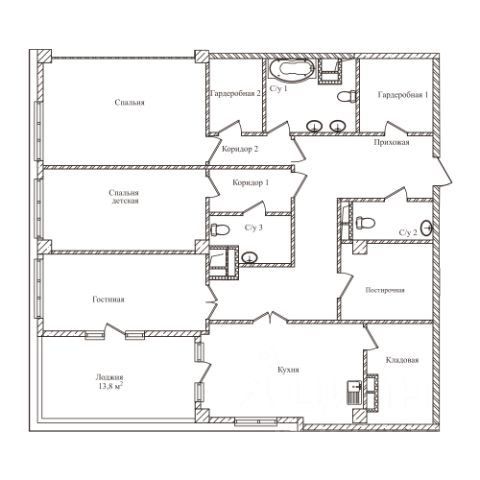 Спальня
Гардеробная 2
С/у 1
Гардеробная 1
Коридор 2
Прихожая
Спальня
детская
Коридор 1
С/у 3
С/у 2
Гостиная
Постирочная
Лоджия
13,8 м²
Кухня
Кладовая